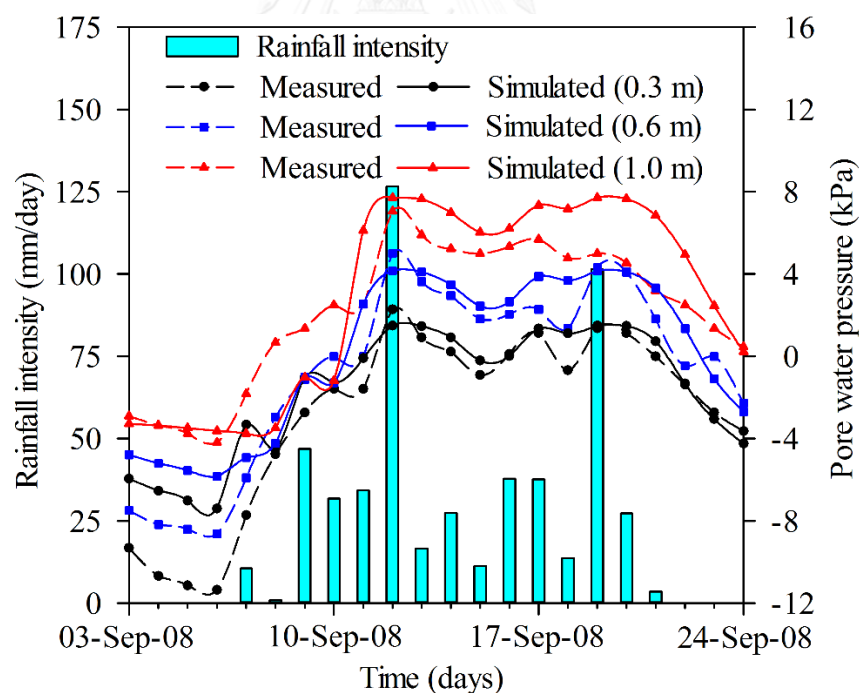 175
150
125
100
75
50
25
0
Rainfall intensity (mm/day)
16
12
8
4
0
-4
-8
-12
Pore water pressure (kPa)
Rainfall intensity
Measured Simulated (0.3 m)
Measured Simulated (0.6 m)
Measured Simulated (1.0 m)
03-Sep-08 10-Sep-08 17-Sep-08 24-Sep-08
Time (days)